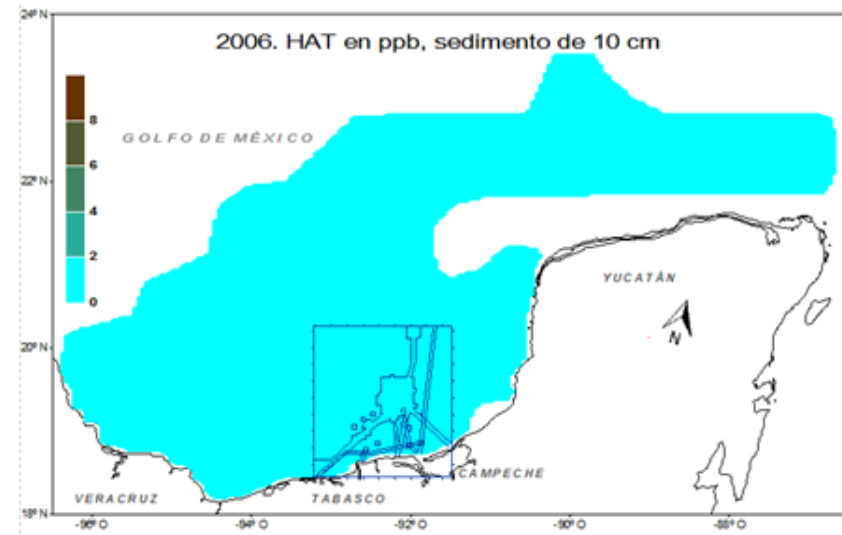 24° N
2006. HAT en ppb, sedimento de 10 cm
8
GOLFO DE MÉXICO
6
22° N
4
2
YUCATÁN
0
N
20° N
CAMPECHE
VERACRUZ
TABASCO
18° N
-96° O
-94° O
-92° O
-90° O
-88° O